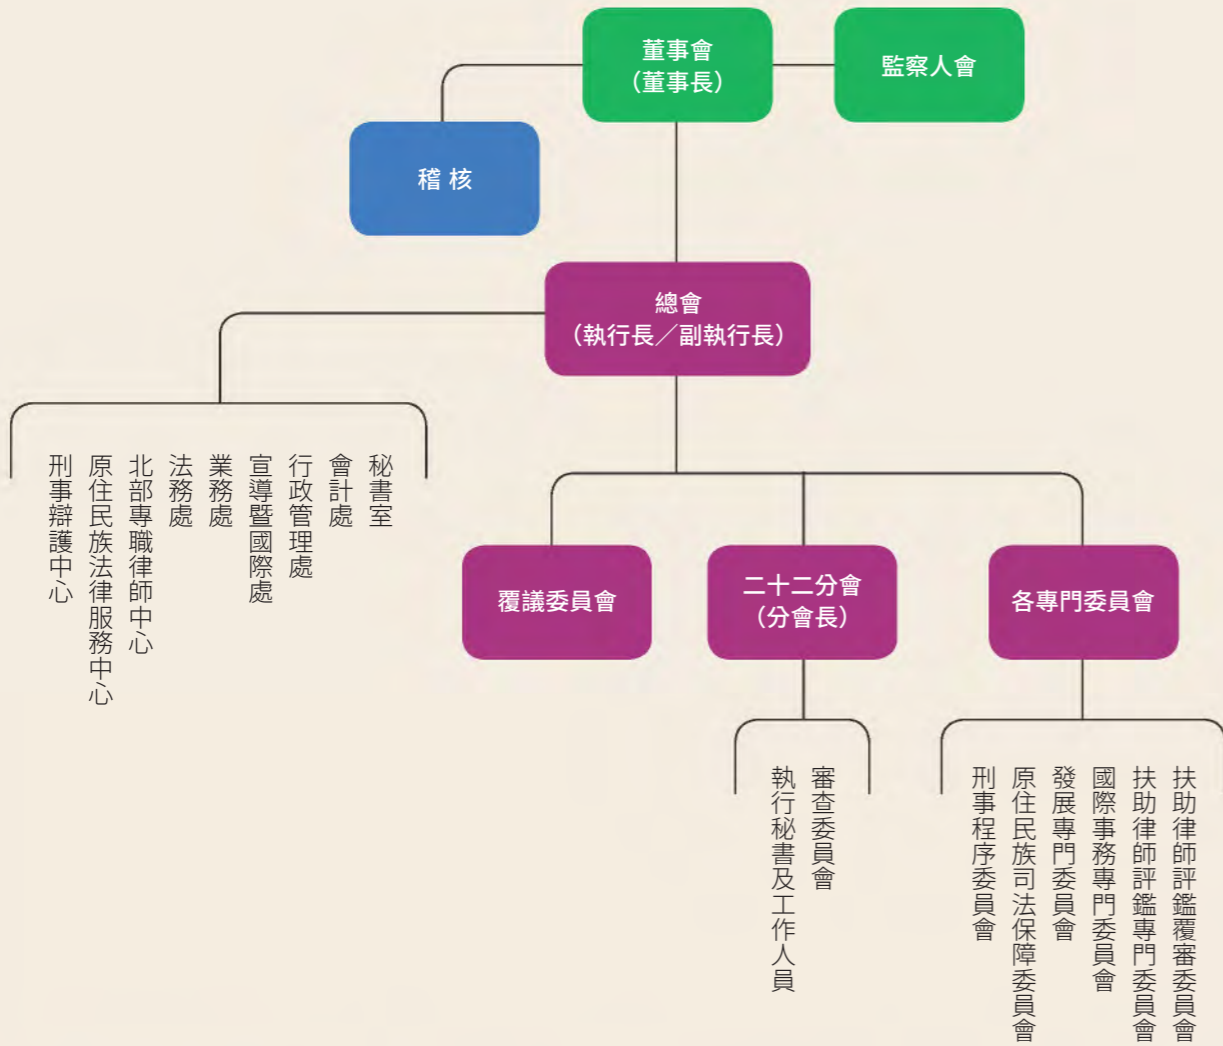 董事會
（董事長）
監察人會
稽核
總會
（執行長／副執行長）
秘書室
會計處
行政管理處
宣導暨國際處
業務處
法務處
北部專職律師中心
原住民族法律服務中心
刑事辯護中心
覆議委員會
二十二分會
（分會長）
各專門委員會
審查委員會
執行秘書及工作人員
扶助律師評鑑覆審委員會
扶助律師評鑑專門委員會
國際事務專門委員會
發展專門委員會
原住民族司法保障委員會
刑事程序委員會